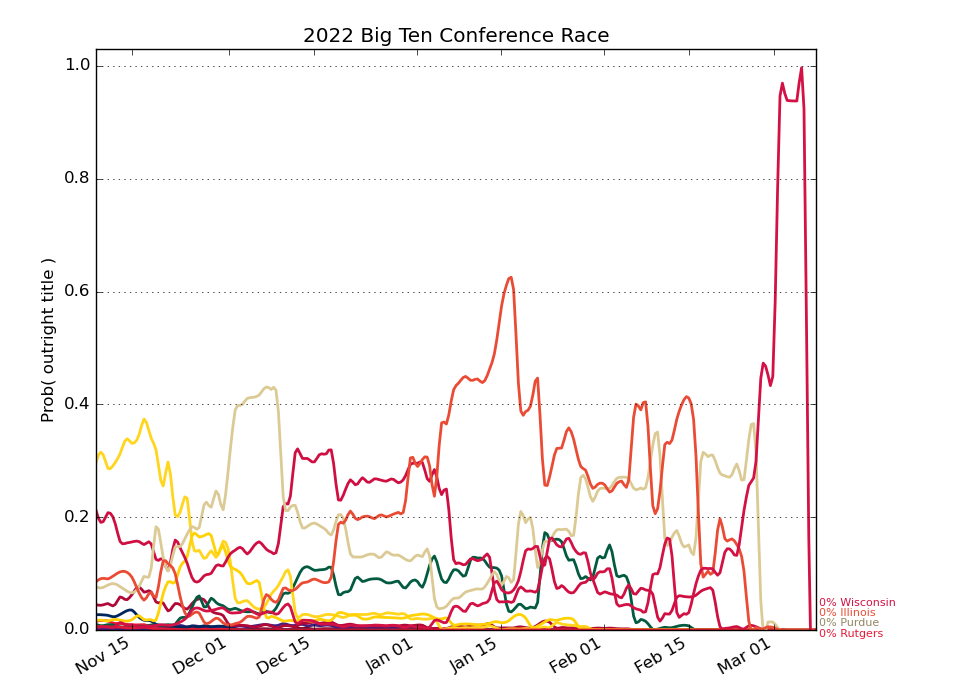 2022 Big Ten Conference Race
Prob( outright title )
1.0
0.8
0.6
0.4
0.2
0.0
Nov 15
Dec 01
Dec 15
Jan 01
Jan 15
Feb 01
Feb 15
Mar 01
0% Wisconsin
0% Illinois
0% Purdue
0% Rutgers